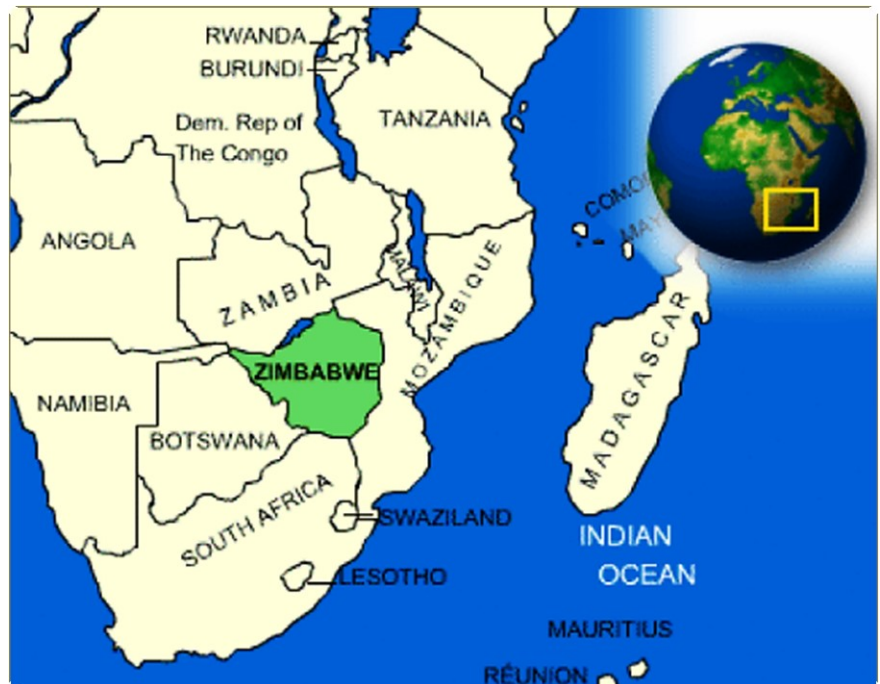 RWANDA
BURUNDI
TANZANIA
Dem. Rep of
The Congo
ANGOLA
ZAMBIA
MALAWI
MOZAMBIQUE
ZIMBABWE
MADAGASCAR
NAMIBIA
BOTSWANA
SOUTH AFRICA
SWAZILAND
LESOTHO
INDIAN
OCEAN
MAURITIUS
RÉUNION